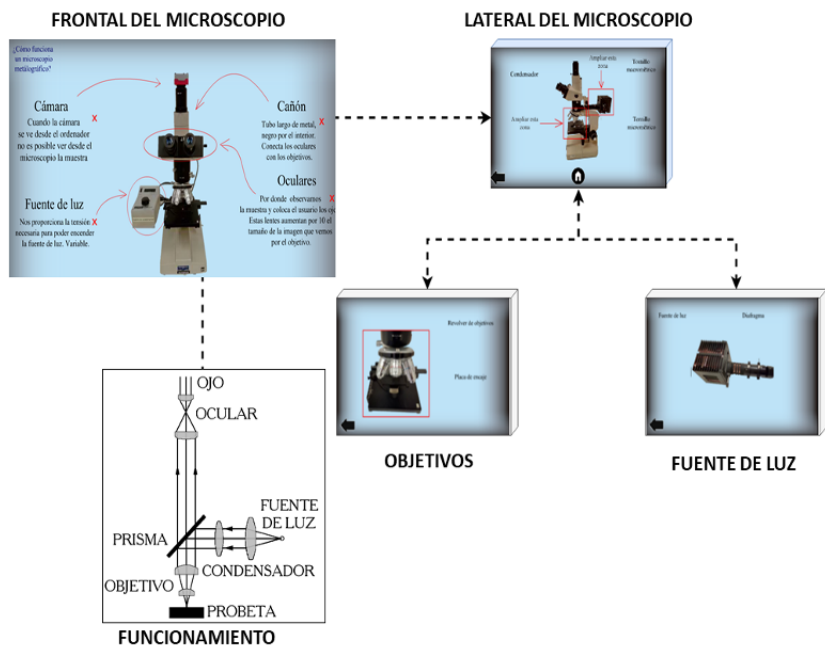 FRONTAL DEL MICROSCOPIO
LATERAL DEL MICROSCOPIO
¿Cómo funciona
un microscopio
metalográfico?
Cámara
X
Cuando la cámara
se ve desde el ordenador
no es posible ver desde el
microscopio la muestra
Cañón
Tubo largo de metal, X
negro por el interior.
Conecta los oculares
con los objetivos.
Oculares
Por donde observamos X
la muestra y coloca el usuario los ojo
Estas lentes aumentan por 10 el
tamaño de la imagen que vemos
por el objetivo.
Fuente de luz
Nos proporciona la tensión X
necesaria para poder encender
la fuente de luz. Variable.
Condensador
Ampliar esta
zona
Tornillo
macrométrico
Ampliar esta
zona
Tornillo
Revolver de objetivos
Placa de encaje
OBJETIVOS
Fuente de luz
Diafragma
FUENTE DE LUZ
OJO
OCULAR
FUENTE
DE LUZ
PRISMA
CONDENSADOR
OBJETIVO
PROBETA
FUNCIONAMIENTO